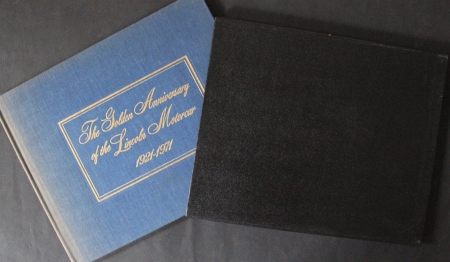 The Golden Anniversary
of the Lincoln Motorcar
1921-1971